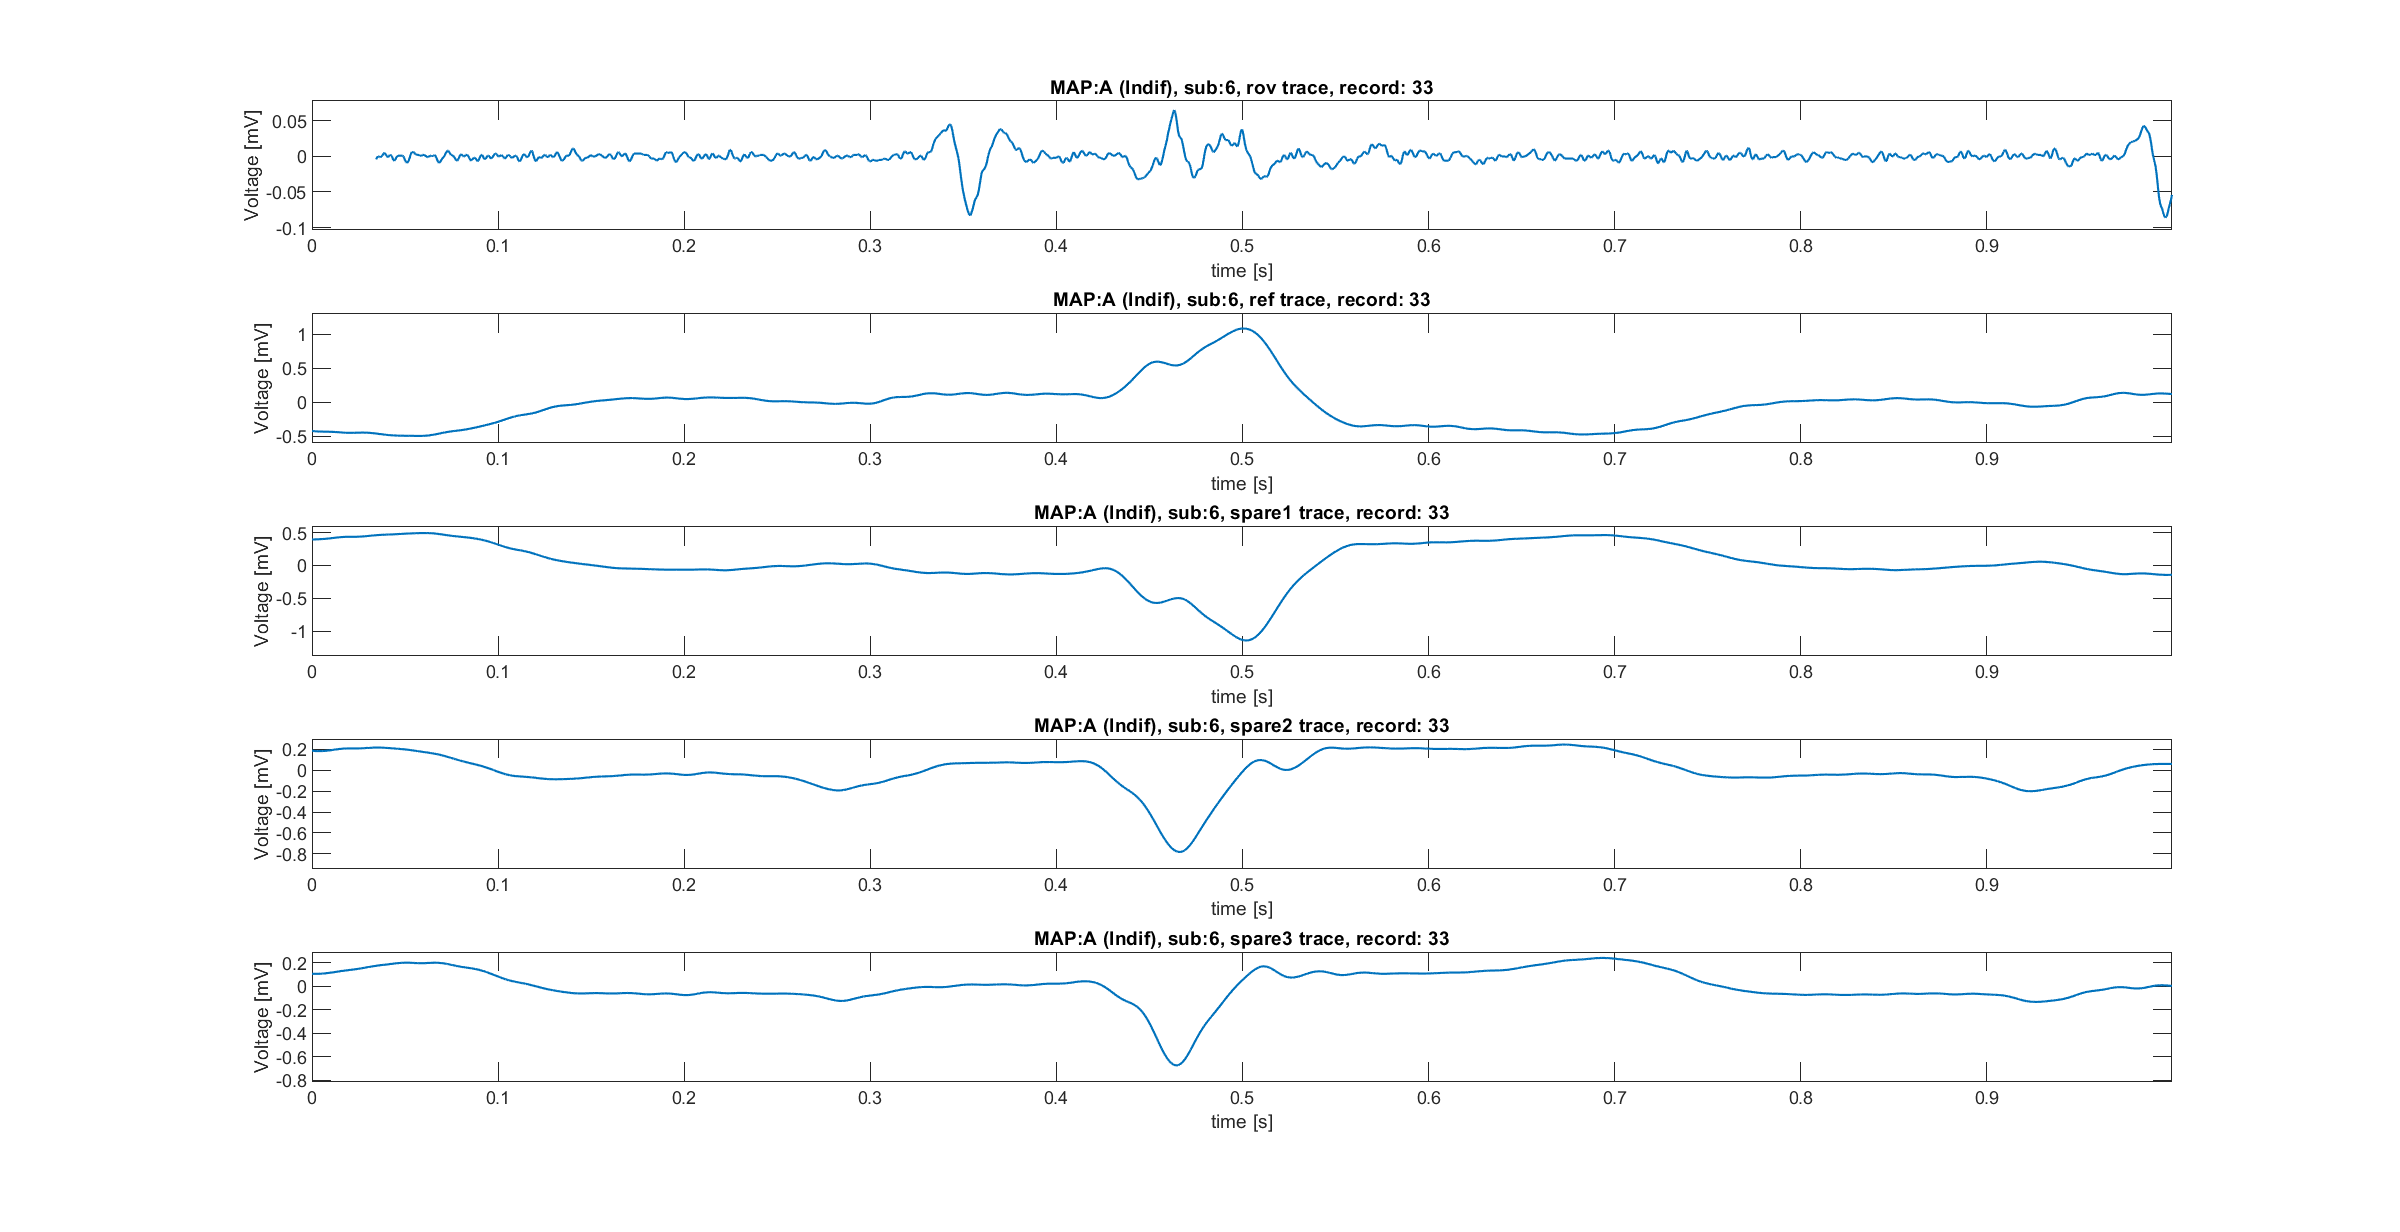 MAP:A (Indif), sub:6, rov trace, record: 33
Voltage [mV]
0.05
0
-0.05
-0.1
0 0.1 0.2 0.3 0.4 0.5 0.6 0.7 0.8 0.9
time [s]
MAP:A (Indif), sub:6, ref trace, record: 33
Voltage [mV]
1
0.5
0
-0.5
0 0.1 0.2 0.3 0.4 0.5 0.6 0.7 0.8 0.9
time [s]
MAP:A (Indif), sub:6, spare1 trace, record: 33
Voltage [mV]
0.5
0
-0.5
-1
0 0.1 0.2 0.3 0.4 0.5 0.6 0.7 0.8 0.9
time [s]
MAP:A (Indif), sub:6, spare2 trace, record: 33
Voltage [mV]
0.2
0
-0.2
-0.4
-0.6
-0.8
0 0.1 0.2 0.3 0.4 0.5 0.6 0.7 0.8 0.9
time [s]
MAP:A (Indif), sub:6, spare3 trace, record: 33
Voltage [mV]
0.2
0
-0.2
-0.4
-0.6
-0.8
0 0.1 0.2 0.3 0.4 0.5 0.6 0.7 0.8 0.9
time [s]